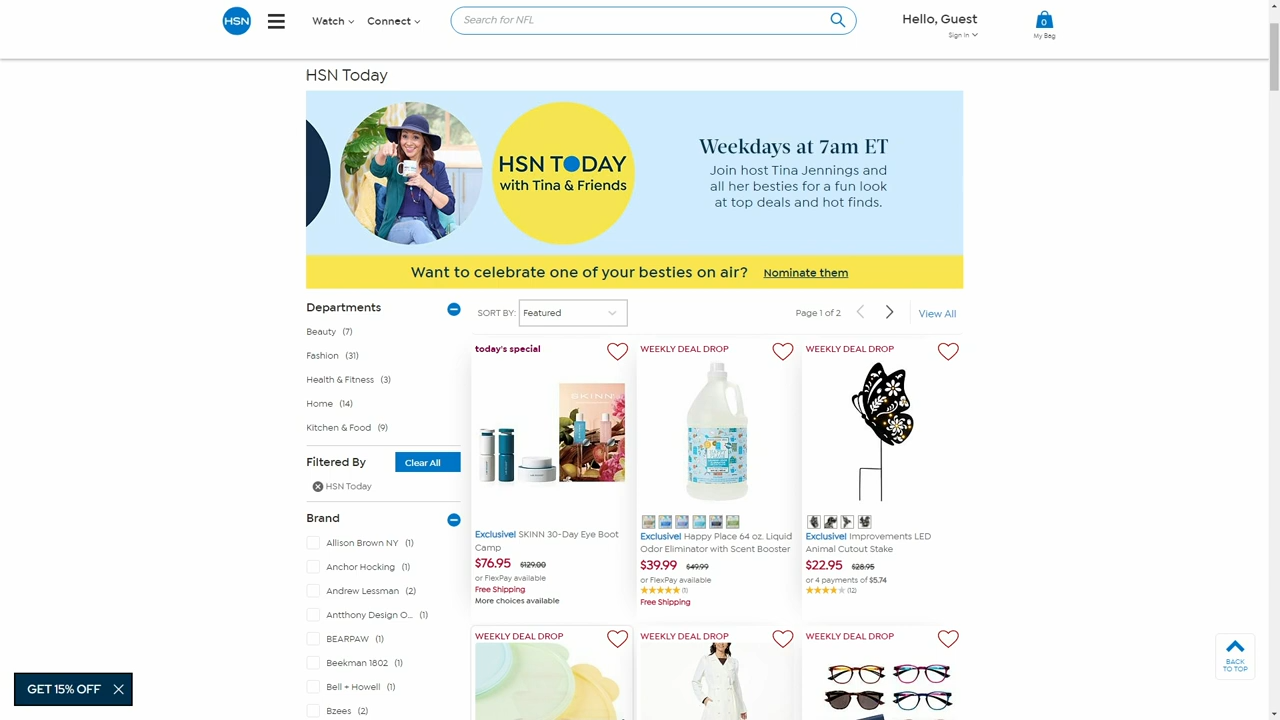 HSN
Watch
Connect
Search for NFL
Hello, Guest
Sign In
0
My Bag
HSN Today
HSN TODAY
with Tina & Friends
Weekdays at 7am ET
Join host Tina Jennings and
all her besties for a fun look
at top deals and hot finds.
Want to celebrate one of your besties on air? Nominate them
Departments
Beauty (7)
Fashion (31)
Health & Fitness (3)
Home (14)
Kitchen & Food (9)
Filtered By
Clear All
HSN Today
Brand
Allison Brown NY (1)
Anchor Hocking (1)
Andrew Lessman (2)
Antthony Design O... (1)
BEARPAW (1)
Beekman 1802 (1)
Bell + Howell (1)
Bzees (2)
SORT BY: Featured
Page 1 of 2
View All
today's special
SKINN
Exclusive! SKINN 30-Day Eye Boot
Camp
$76.95 $129.00
or FlexPay available
Free Shipping
More choices available
WEEKLY DEAL DROP
Exclusive! Happy Place 64 oz. Liquid
Odor Eliminator with Scent Booster
$39.99 $49.99
or FlexPay available
(1)
Free Shipping
WEEKLY DEAL DROP
Exclusive! Improvements LED
Animal Cutout Stake
$22.95 $28.95
or 4 payments of $5.74
(12)
WEEKLY DEAL DROP
WEEKLY DEAL DROP
WEEKLY DEAL DROP
GET 15% OFF
BACK
TO TOP